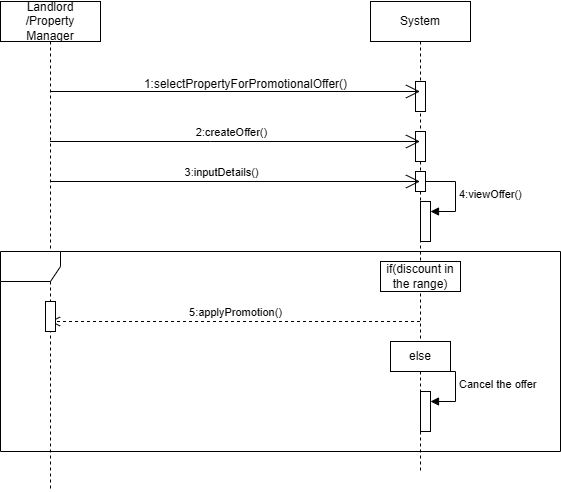 Landlord
/Property
Manager
System
1:selectPropertyForPromotionalOffer()
2:createOffer()
3:inputDetails()
4:viewOffer()
if(discount in
the range)
5:applyPromotion()
else
Cancel the offer